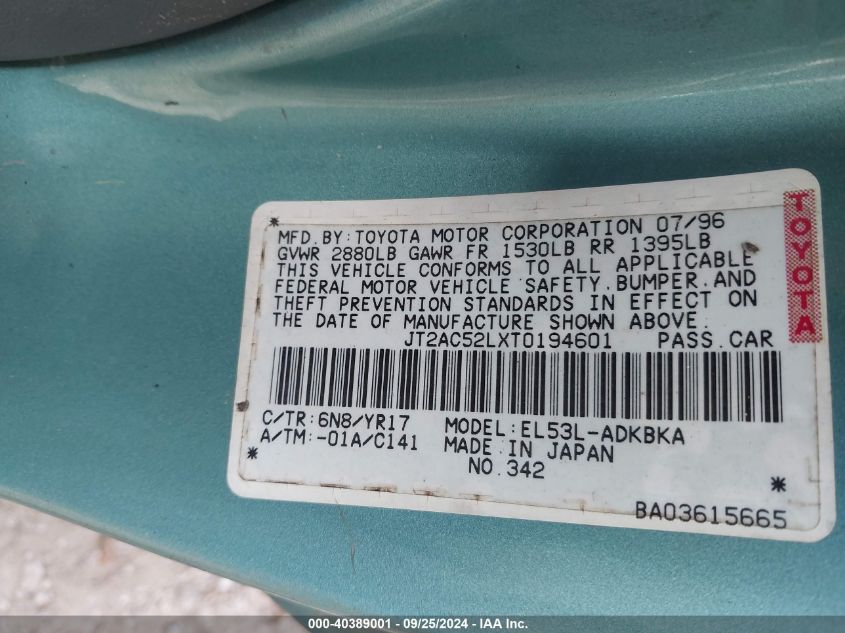 *
MFD.BY:TOYOTA MOTOR CORPORATION 07/96
GVWR 2880LB GAWR FR 1530LB RR 1395LB
THIS VEHICLE CONFORMS TO ALL APPLICABLE
FEDERAL MOTOR VEHICLE SAFETY.BUMPER.AND
THEFT PREVENTION STANDARDS IN EFFECT ON
THE DATE OF MANUFACTURE SHOWN ABOVE.
JT2AC52LXT0194601 PASS.CAR
TOYOTA
C/TR:6N8/YR17 MODEL:EL53L-ADKBKA
A/TM:-01A/C141 MADE IN JAPAN
NO.342
* *
BA03615665
000-40389001 - 09/25/2024 - IAA Inc.